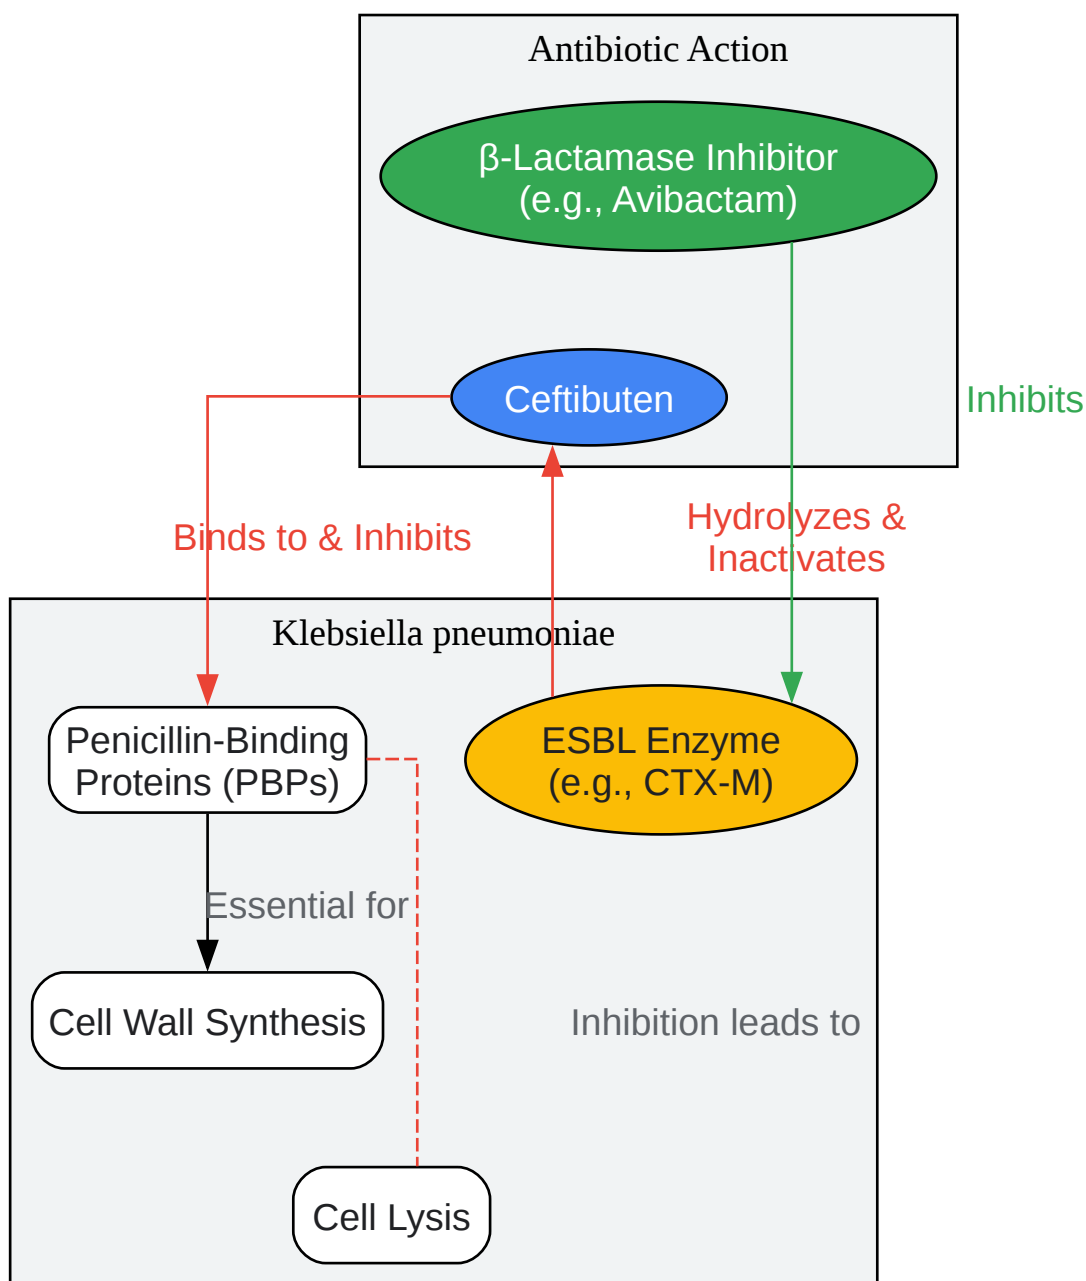 Antibiotic Action
β-Lactamase Inhibitor
(e.g., Avibactam)
Ceftibuten
Inhibits
Hydrolyzes &
Inactivates
Binds to & Inhibits
Klebsiella pneumoniae
Penicillin-Binding
Proteins (PBPs)
ESBL Enzyme
(e.g., CTX-M)
Essential for
Cell Wall Synthesis
Inhibition leads to
Cell Lysis